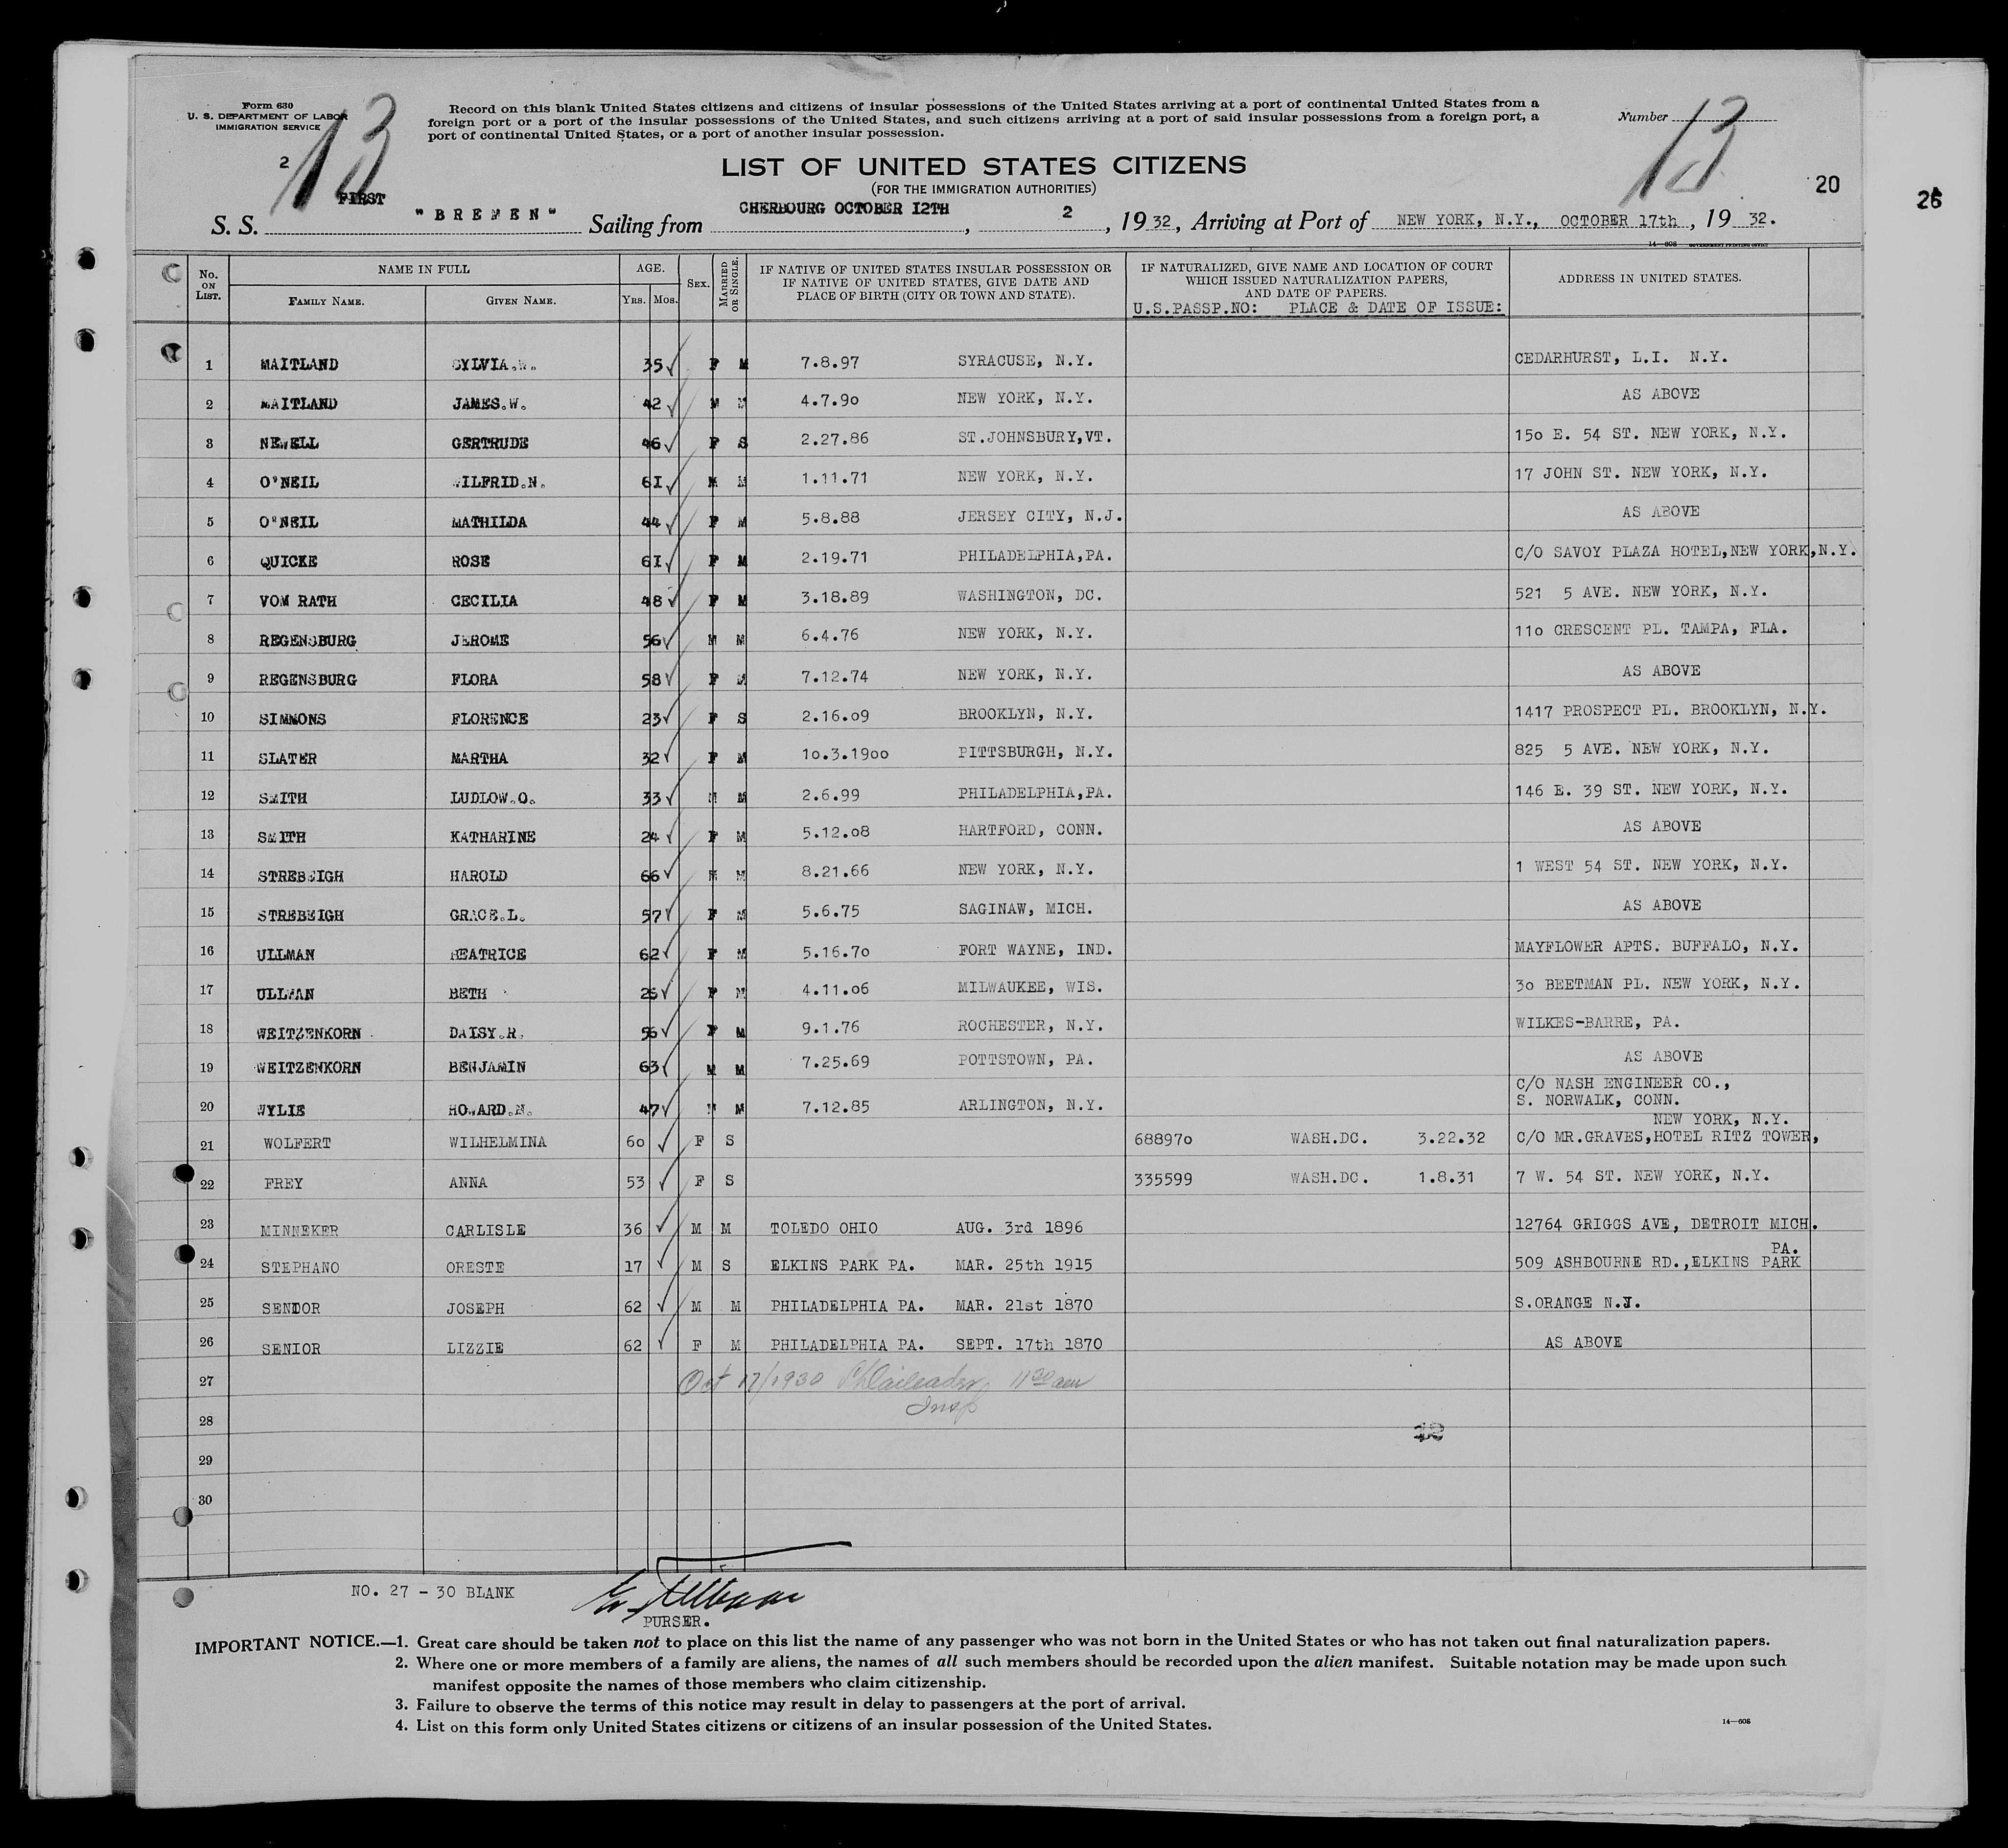 Form 630
U. S. DEPARTMENT OF LABOR
IMMIGRATION SERVICE
Record on this blank United States citizens and citizens of insular possessions of the United States arriving at a port of continental United States from a
foreign port or a port of the insular possessions of the United States, and such citizens arriving at a port of said insular possessions from a foreign port, a
port of continental United States, or a port of another insular possession.
Number 13
2 13
LIST OF UNITED STATES CITIZENS
(FOR THE IMMIGRATION AUTHORITIES)
20
26
FIRST
S. S. "BREMEN" Sailing from CHERBOURG OCTOBER I2TH, 2, 1932, Arriving at Port of NEW YORK, N.Y., OCTOBER 17th, 19 32.
14—608 GOVERNMENT PRINTING OFFICE
No. ON LIST. NAME IN FULL AGE. SEX. MARRIED OR SINGLE. IF NATIVE OF UNITED STATES INSULAR POSSESSION OR IF NATIVE OF UNITED STATES, GIVE DATE AND PLACE OF BIRTH (CITY OR TOWN AND STATE). IF NATURALIZED, GIVE NAME AND LOCATION OF COURT WHICH ISSUED NATURALIZATION PAPERS, AND DATE OF PAPERS. ADDRESS IN UNITED STATES.
FAMILY NAME. GIVEN NAME. YRS. MOS. U.S.PASSP.NO: PLACE & DATE OF ISSUE:
1 MAITLAND SYLVIA.W. 35 F M 7.8.97 SYRACUSE, N.Y. CEDARHURST, L.I. N.Y.
2 MAITLAND JAMES.W. 42 M M 4.7.90 NEW YORK, N.Y. AS ABOVE
3 NEWELL GERTRUDE 46 F S 2.27.86 ST.JOHNSBURY,VT. 150 E. 54 ST. NEW YORK, N.Y.
4 O'NEIL WILFRID.N. 6I M M 1.11.71 NEW YORK, N.Y. 17 JOHN ST. NEW YORK, N.Y.
5 O'NEIL MATHILDA 44 F M 5.8.88 JERSEY CITY, N.J. AS ABOVE
6 QUICKE ROSE 6I F M 2.19.71 PHILADELPHIA,PA. C/O SAVOY PLAZA HOTEL,NEW YORK,N.Y.
7 VOM RATH CECILIA 48 F M 3.18.89 WASHINGTON, DC. 521 5 AVE. NEW YORK, N.Y.
8 REGENSBURG JEROME 56 M M 6.4.76 NEW YORK, N.Y. 110 CRESCENT PL. TAMPA, FLA.
9 REGENSBURG FLORA 58 F M 7.12.74 NEW YORK, N.Y. AS ABOVE
10 SIMMONS FLORENCE 23 F S 2.16.09 BROOKLYN, N.Y. 1417 PROSPECT PL. BROOKLYN, N.Y.
11 SLATER MARTHA 32 F M 10.3.1900 PITTSBURGH, N.Y. 825 5 AVE. NEW YORK, N.Y.
12 SMITH LUDLOW.O. 33 M M 2.6.99 PHILADELPHIA,PA. 146 E. 39 ST. NEW YORK, N.Y.
13 SMITH KATHARINE 24 F M 5.12.08 HARTFORD, CONN. AS ABOVE
14 STREBEIGH HAROLD 66 M M 8.21.66 NEW YORK, N.Y. 1 WEST 54 ST. NEW YORK, N.Y.
15 STREBEIGH GRACE.L. 57 F M 5.6.75 SAGINAW, MICH. AS ABOVE
16 ULLMAN BEATRICE 62 F M 5.16.70 FORT WAYNE, IND. MAYFLOWER APTS. BUFFALO, N.Y.
17 ULLMAN BETH 26 F M 4.11.06 MILWAUKEE, WIS. 30 BEETMAN PL. NEW YORK, N.Y.
18 WEITZENKORN DAISY.R. 56 F M 9.1.76 ROCHESTER, N.Y. WILKES-BARRE, PA.
19 WEITZENKORN BENJAMIN 63 M M 7.25.69 POTTSTOWN, PA. AS ABOVE
C/O NASH ENGINEER CO.,
20 WYLIE HOWARD.N. 47 M M 7.12.85 ARLINGTON, N.Y. S. NORWALK, CONN.
NEW YORK, N.Y.
21 WOLFERT WILHELMINA 60 F S 688970 WASH.DC. 3.22.32 C/O MR.GRAVES,HOTEL RITZ TOWER,
22 FREY ANNA 53 F S 335599 WASH.DC. 1.8.31 7 W. 54 ST. NEW YORK, N.Y.
23 MINNEKER CARLISLE 36 M M TOLEDO OHIO AUG. 3rd 1896 12764 GRIGGS AVE, DETROIT MICH.
PA.
24 STEPHANO ORESTE 17 M S ELKINS PARK PA. MAR. 25th 1915 509 ASHBOURNE RD.,ELKINS PARK
25 SENIOR JOSEPH 62 M M PHILADELPHIA PA. MAR. 21st 1870 S.ORANGE N.J.
26 SENIOR LIZZIE 62 F M PHILADELPHIA PA. SEPT. 17th 1870 AS ABOVE
27 Oct 17/1930 11 30 am
Insp
28
29
30
NO. 27 - 30 BLANK
PURSER.
IMPORTANT NOTICE.—1. Great care should be taken not to place on this list the name of any passenger who was not born in the United States or who has not taken out final naturalization papers.
2. Where one or more members of a family are aliens, the names of all such members should be recorded upon the alien manifest. Suitable notation may be made upon such
manifest opposite the names of those members who claim citizenship.
3. Failure to observe the terms of this notice may result in delay to passengers at the port of arrival.
4. List on this form only United States citizens or citizens of an insular possession of the United States.
14—608